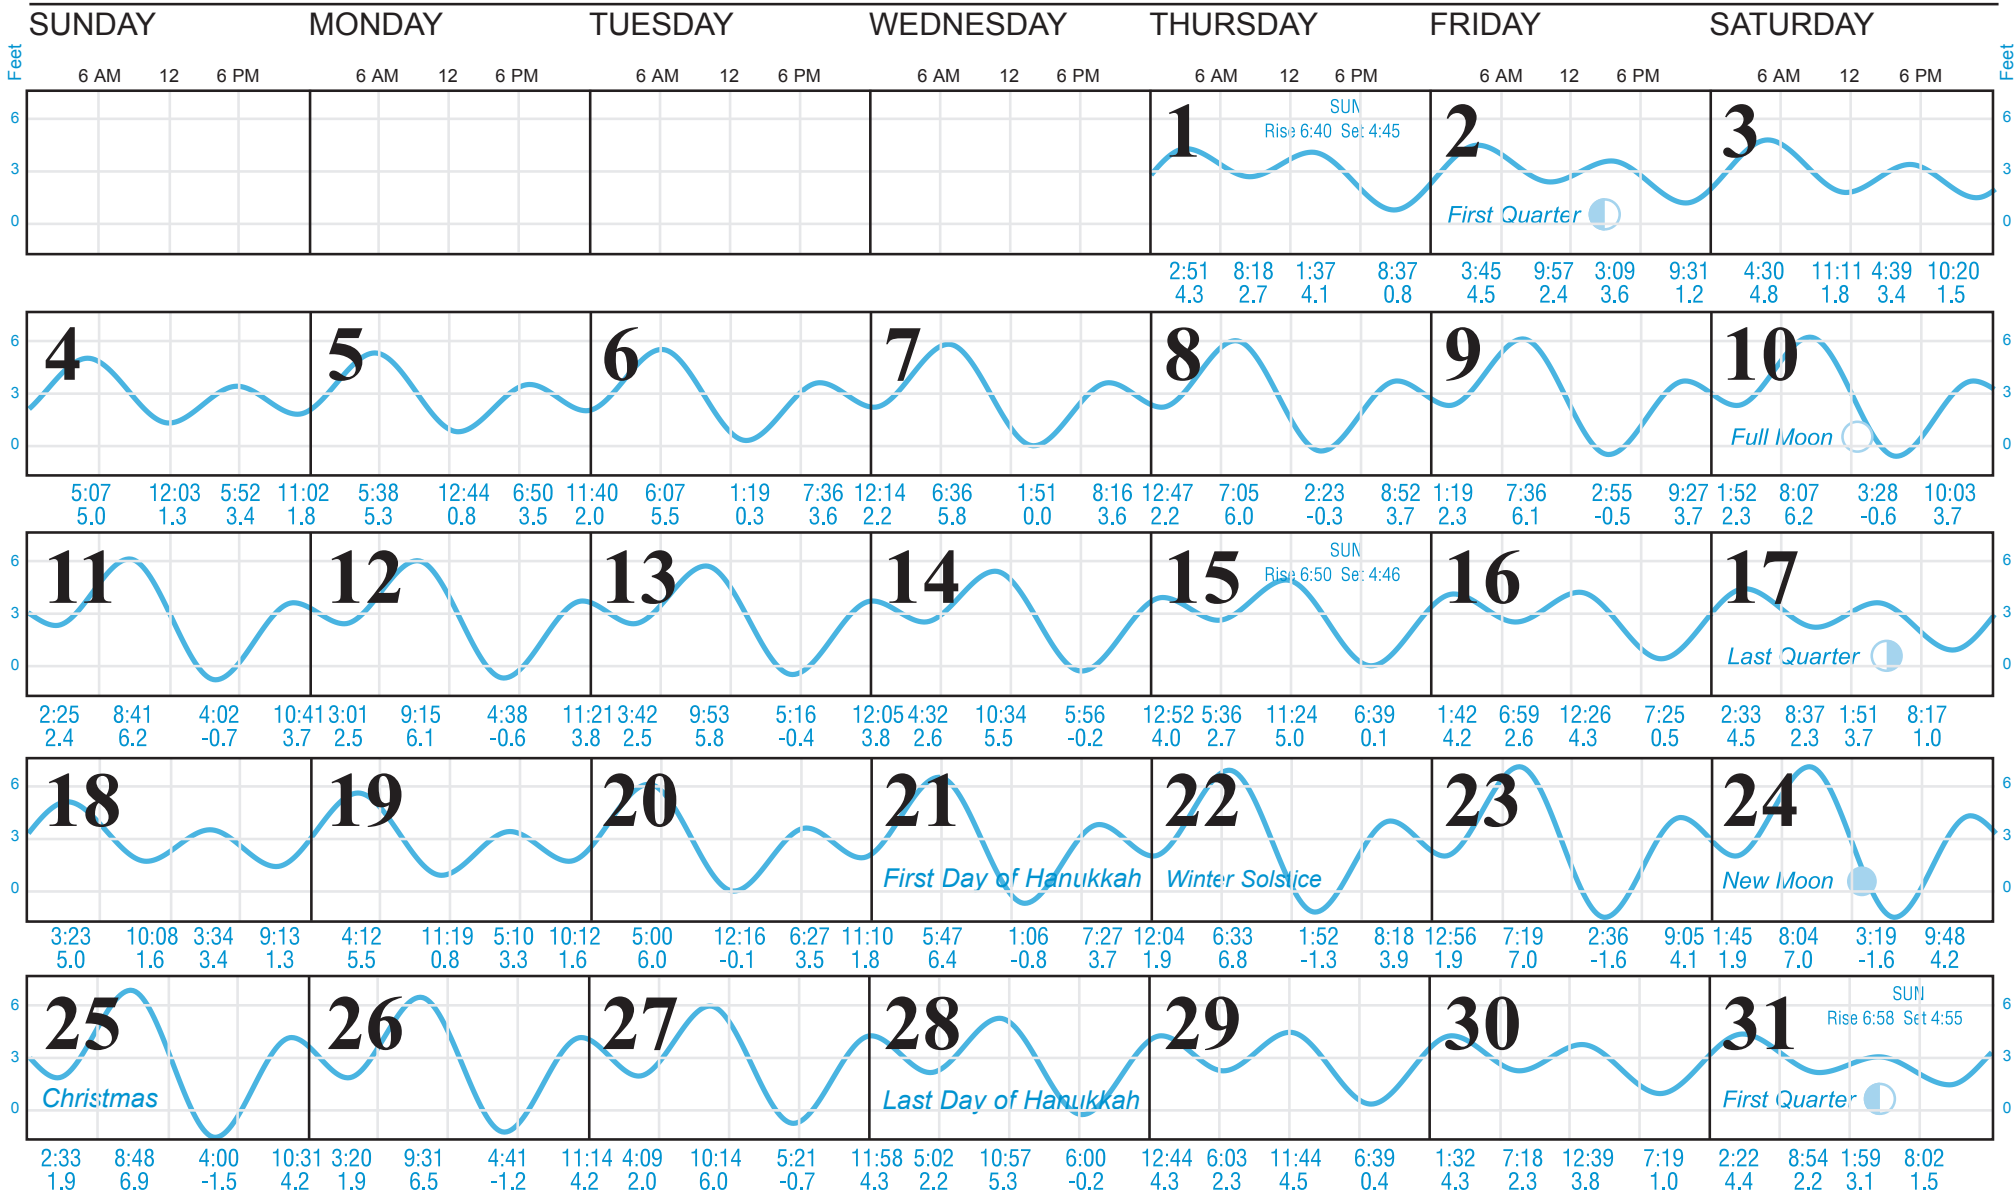 SUNDAY MONDAY TUESDAY WEDNESDAY THURSDAY FRIDAY SATURDAY
Feet 6 AM 12 6 PM 6 AM 12 6 PM 6 AM 12 6 PM 6 AM 12 6 PM 6 AM 12 6 PM 6 AM 12 6 PM 6 AM 12 6 PM Feet
1 SUN 2 3
Rise 6:40 Set 4:45
6 6
3 3
First Quarter
0 0
2:51 8:18 1:37 8:37 3:45 9:57 3:09 9:31 4:30 11:11 4:39 10:20
4.3 2.7 4.1 0.8 4.5 2.4 3.6 1.2 4.8 1.8 3.4 1.5
4 5 6 7 8 9 10
6 6
3 3
Full Moon
0 0
5:07 12:03 5:52 11:02 5:38 12:44 6:50 11:40 6:07 1:19 7:36 12:14 6:36 1:51 8:16 12:47 7:05 2:23 8:52 1:19 7:36 2:55 9:27 1:52 8:07 3:28 10:03
5.0 1.3 3.4 1.8 5.3 0.8 3.5 2.0 5.5 0.3 3.6 2.2 5.8 0.0 3.6 2.2 6.0 -0.3 3.7 2.3 6.1 -0.5 3.7 2.3 6.2 -0.6 3.7
11 12 13 14 15 SUN 16 17
Rise 6:50 Set 4:46
6 6
3 3
Last Quarter
0 0
2:25 8:41 4:02 10:41 3:01 9:15 4:38 11:21 3:42 9:53 5:16 12:05 4:32 10:34 5:56 12:52 5:36 11:24 6:39 1:42 6:59 12:26 7:25 2:33 8:37 1:51 8:17
2.4 6.2 -0.7 3.7 2.5 6.1 -0.6 3.8 2.5 5.8 -0.4 3.8 2.6 5.5 -0.2 4.0 2.7 5.0 0.1 4.2 2.6 4.3 0.5 4.5 2.3 3.7 1.0
18 19 20 21 22 23 24
6 6
3 3
First Day of Hanukkah Winter Solstice New Moon
0 0
3:23 10:08 3:34 9:13 4:12 11:19 5:10 10:12 5:00 12:16 6:27 11:10 5:47 1:06 7:27 12:04 6:33 1:52 8:18 12:56 7:19 2:36 9:05 1:45 8:04 3:19 9:48
5.0 1.6 3.4 1.3 5.5 0.8 3.3 1.6 6.0 -0.1 3.5 1.8 6.4 -0.8 3.7 1.9 6.8 -1.3 3.9 1.9 7.0 -1.6 4.1 1.9 7.0 -1.6 4.2
25 26 27 28 29 30 31 SUN
Rise 6:58 Set 4:55
6 6
3 3
Christmas Last Day of Hanukkah First Quarter
0 0
2:33 8:48 4:00 10:31 3:20 9:31 4:41 11:14 4:09 10:14 5:21 11:58 5:02 10:57 6:00 12:44 6:03 11:44 6:39 1:32 7:18 12:39 7:19 2:22 8:54 1:59 8:02
1.9 6.9 -1.5 4.2 1.9 6.5 -1.2 4.2 2.0 6.0 -0.7 4.3 2.2 5.3 -0.2 4.3 2.3 4.5 0.4 4.3 2.3 3.8 1.0 4.4 2.2 3.1 1.5